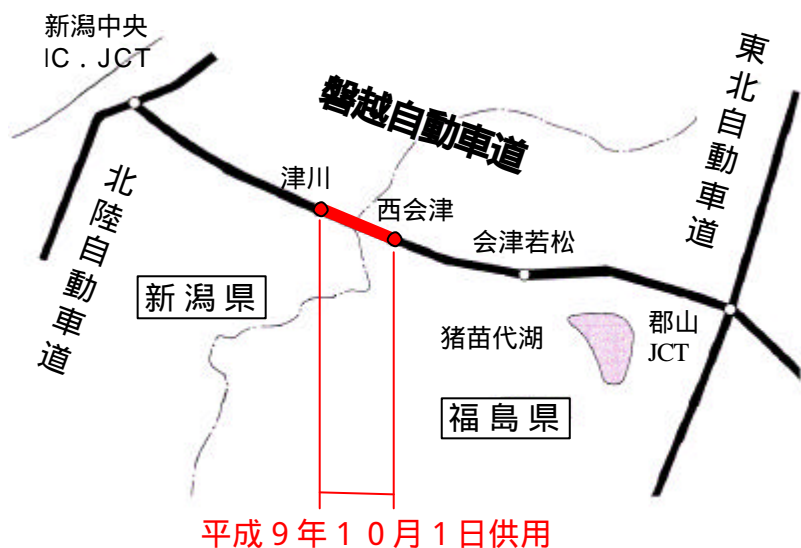 新潟中央
IC．JCT
東北自動車道
磐越自動車道
津川
北陸自動車道
西会津
会津若松
新潟県
猪苗代湖
郡山
JCT
福島県
平成９年１０月１日供用